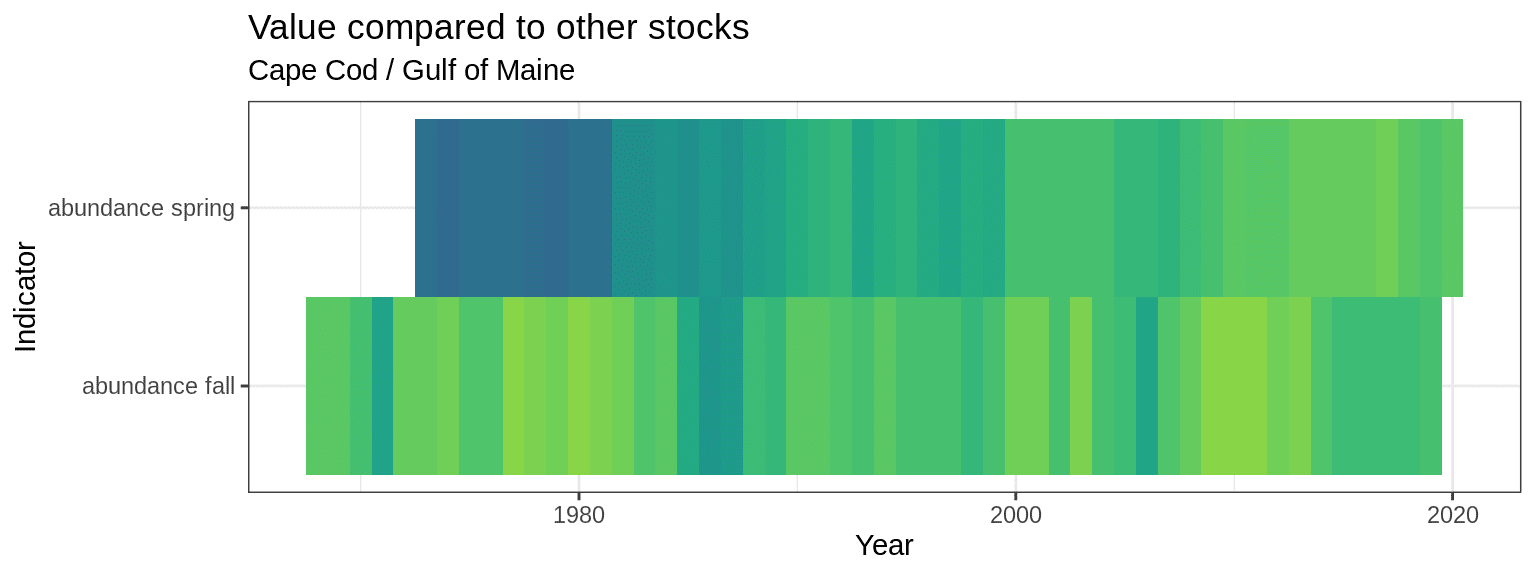 Value compared to other stocks
Cape Cod / Gulf of Maine
Indicator
abundance spring
abundance fall
1980 2000 2020
Year